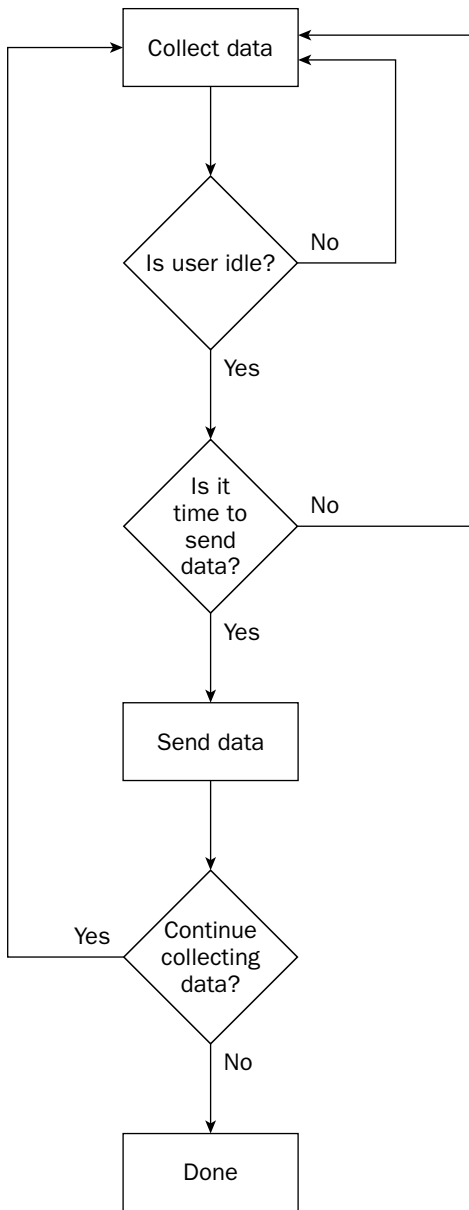 Collect data
Is user idle?
No
Yes
Is it
time to
send
data?
No
Yes
Send data
Continue
collecting
data?
Yes
No
Done